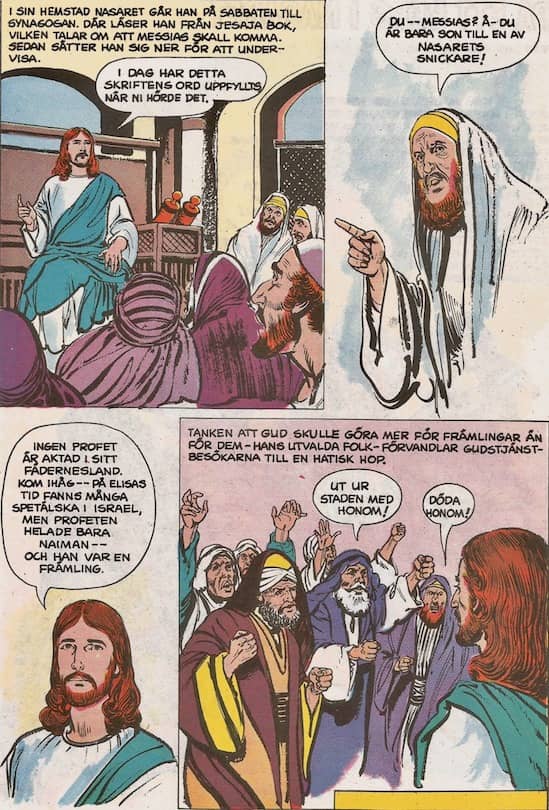 I SIN HEMSTAD NASARET GÅR HAN PÅ SABBATEN TILL
SYNAGOGAN. DÄR LÄSER HAN FRÅN JESAJA BOK,
VILKEN TALAR OM ATT MESSIAS SKALL KOMMA.
SEDAN SÄTTER HAN SIG NER FÖR ATT UNDER-
VISA.
I DAG HAR DETTA
SKRIFTENS ORD UPPFYLLTS
NÄR NI HÖRDE DET.
DU -- MESSIAS? Å - DU
ÄR BARA SON TILL EN AV
NASARETS
SNICKARE!
INGEN PROFET
ÄR AKTAD I SITT
FÄDERNESLAND.
KOM IHÅG -- PÅ ELISAS
TID FANNS MÅNGA
SPETÄLSKA I ISRAEL,
MEN PROFETEN
HELADE BARA
NAIMAN --
OCH HAN VAR EN
FRÄMLING.
TANKEN ATT GUD SKULLE GÖRA MER FÖR FRÄMLINGAR ÄN
FÖR DEM - HANS UTVALDA FOLK - FÖRVANDLAR GUDSTJÄNST-
BESÖKARNA TILL EN HATISK HOP.
UT UR
STADEN MED
HONOM!
DÖDA
HONOM!